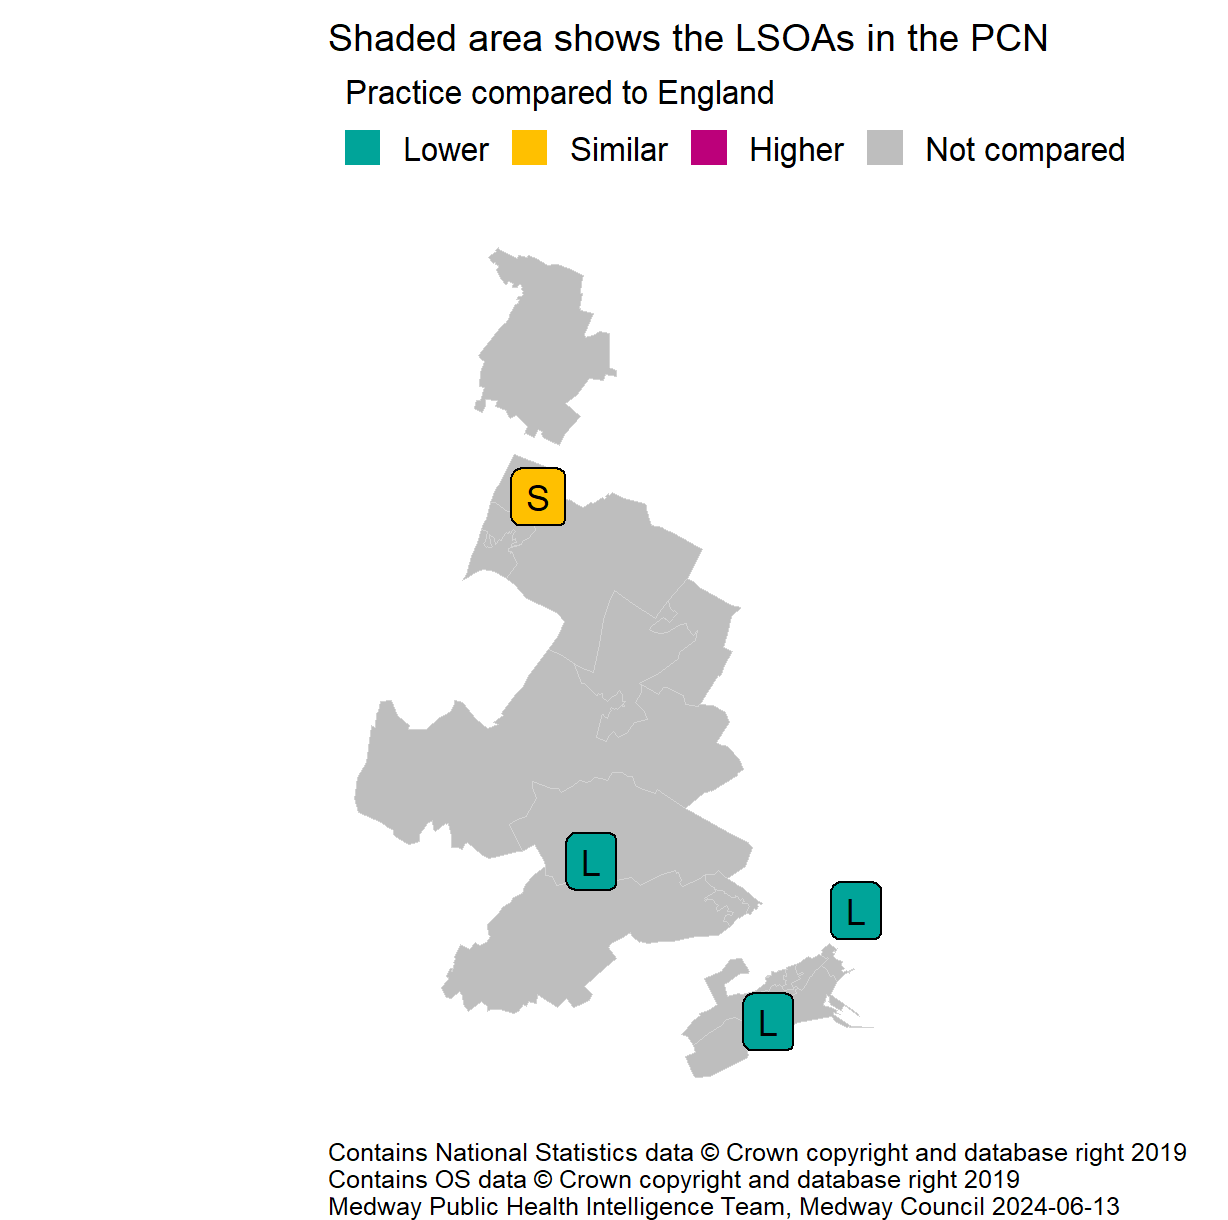 Shaded area shows the LSOAs in the PCN
Practice compared to England
Lower Similar Higher Not compared
S
L
L
L
Contains National Statistics data © Crown copyright and database right 2019
Contains OS data © Crown copyright and database right 2019
Medway Public Health Intelligence Team, Medway Council 2024-06-13